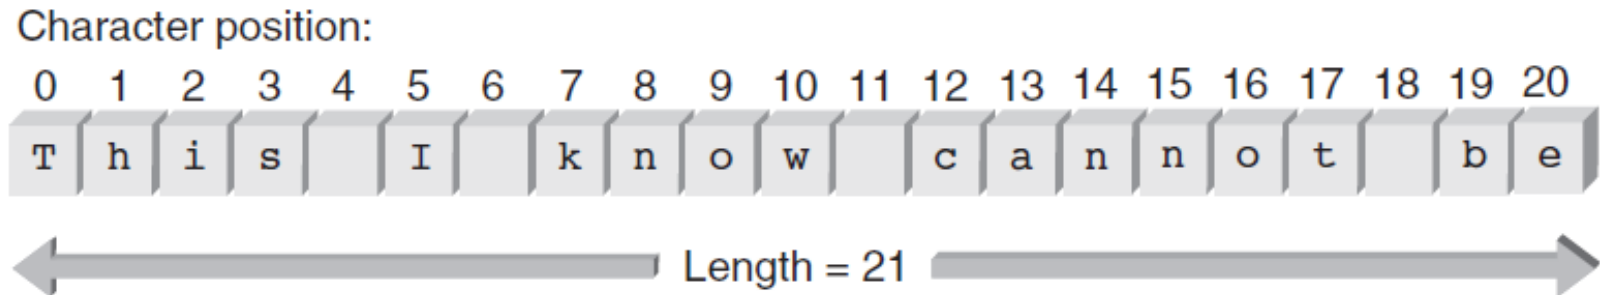 Character position:
0 1 2 3 4 5 6 7 8 9 10 11 12 13 14 15 16 17 18 19 20
T h i s I k n o w c a n n o t b e
Length = 21